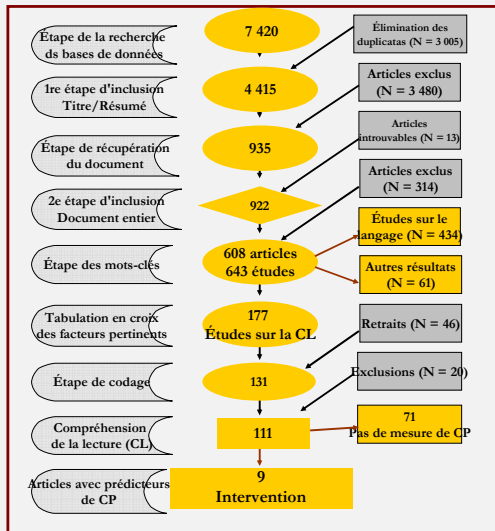 Étape de la recherche
ds bases de données
7 420
Élimination des
duplicatas (N = 3 005)
1re étape d'inclusion
Titre/Résumé
4 415
Articles exclus
(N = 3 480)
Étape de récupération
du document
935
Articles
introuvables (N = 13)
2e étape d'inclusion
Document entier
922
Articles exclus
(N = 314)
Étape des mots-clés
608 articles
643 études
Études sur le
langage (N = 434)
Autres résultats
(N = 61)
Tabulation en croix
des facteurs pertinents
177
Études sur la CL
Retraits (N = 46)
Étape de codage
131
Exclusions (N = 20)
Compréhension
de la lecture (CL)
111
71
Pas de mesure de CP
Articles avec prédicteurs
de CP
9
Intervention